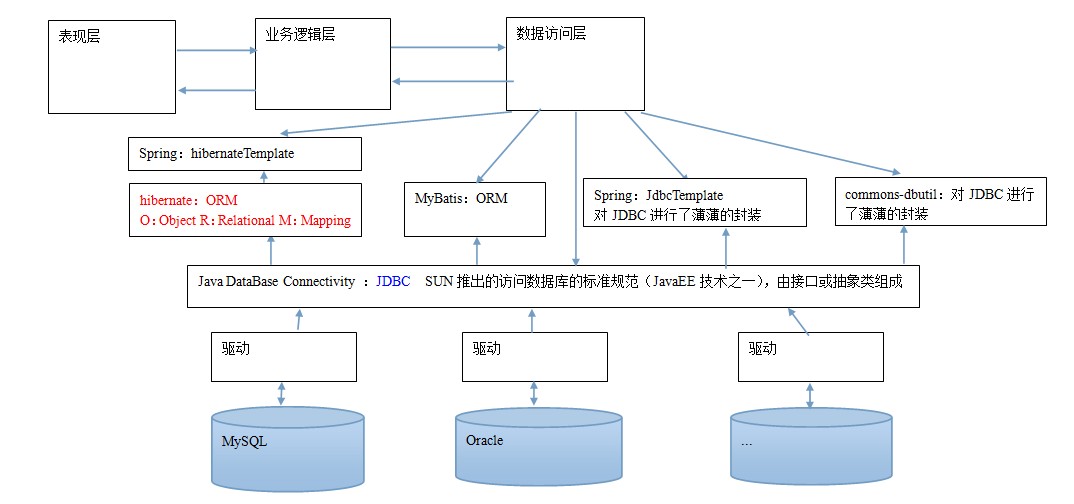 表现层
业务逻辑层
数据访问层
Spring：hibernateTemplate
hibernate：ORM
O：Object R：Relational M：Mapping
MyBatis：ORM
Spring：JdbcTemplate
对 JDBC 进行了薄薄的封装
commons-dbutil：对 JDBC 进行
了薄薄的封装
Java DataBase Connectivity ：JDBC SUN 推出的访问数据库的标准规范（JavaEE 技术之一），由接口或抽象类组成
驱动
驱动
驱动
MySQL
Oracle
...